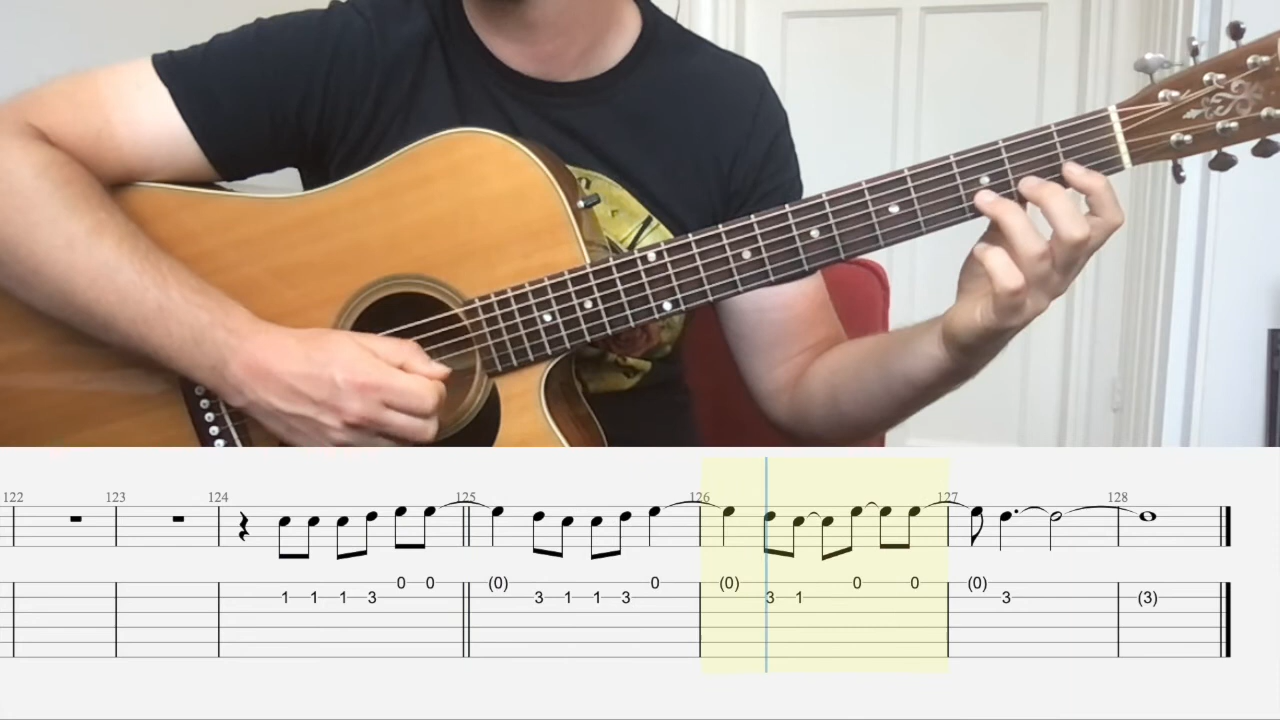 122 123 124 125 126 127 128
0 0 (0) 0 (0) 0 0 (0)
1 1 1 3 3 1 1 3 3 1 3 (3)